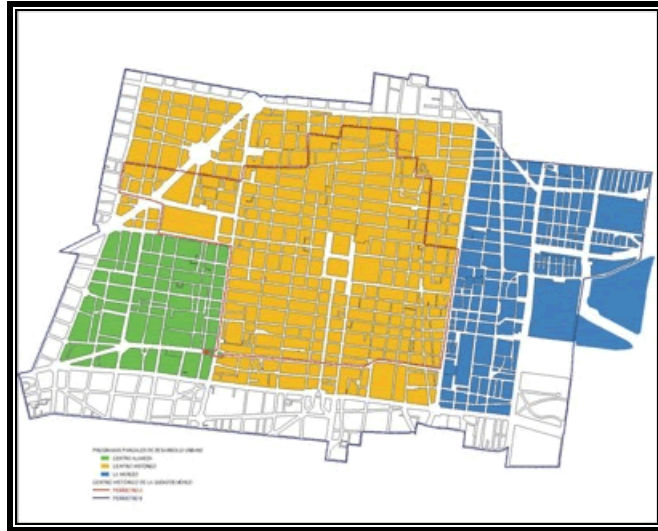 PROGRAMAS PARCIALES DE DESARROLLO URBANO
CENTRO ALAMEDA
CENTRO HISTÓRICO
LA MERCED
CENTRO HISTÓRICO DE LA CIUDAD DE MÉXICO
PERÍMETRO A
PERÍMETRO B